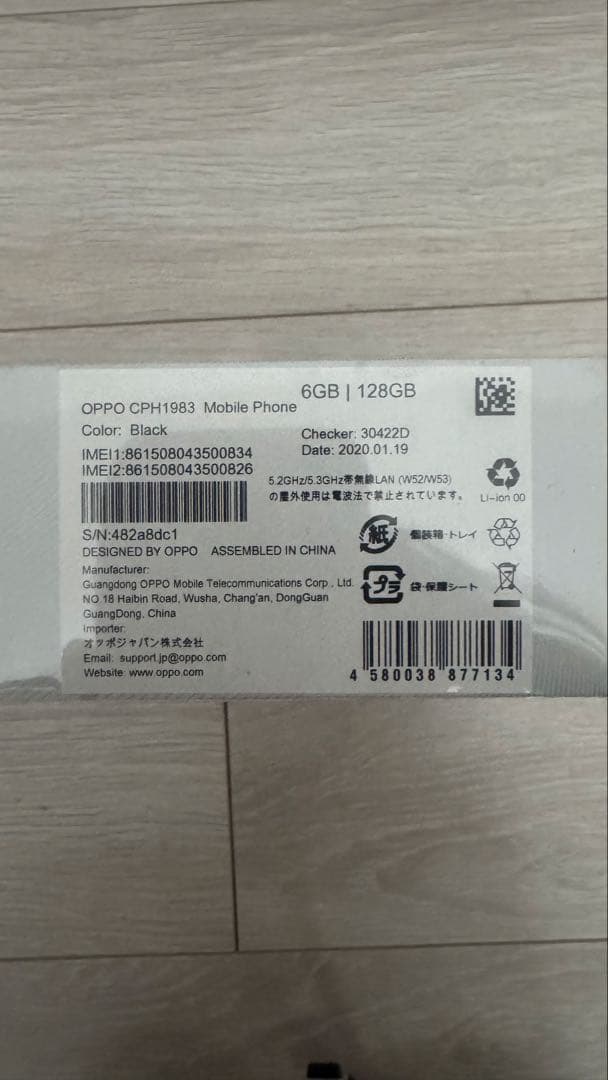 6GB | 128GB
OPPO CPH1983 Mobile Phone
Color: Black
Checker: 30422D
Date: 2020.01.19
IMEI1:861508043500834
IMEI2:861508043500826
5.2GHz/5.3GHz帯無線LAN (W52/W53)
の屋外使用は電波法で禁止されています。
Li-ion 00
S/N:482a8dc1
紙 個装箱・トレイ
DESIGNED BY OPPO ASSEMBLED IN CHINA
プラ 袋・保護シート
Manufacturer:
Guangdong OPPO Mobile Telecommunications Corp., Ltd.
NO.18 Haibin Road, Wusha, Chang'an, DongGuan
GuangDong, China
Importer:
オッポジャパン株式会社
Email: support.jp@oppo.com
Website: www.oppo.com
4 580038 877134